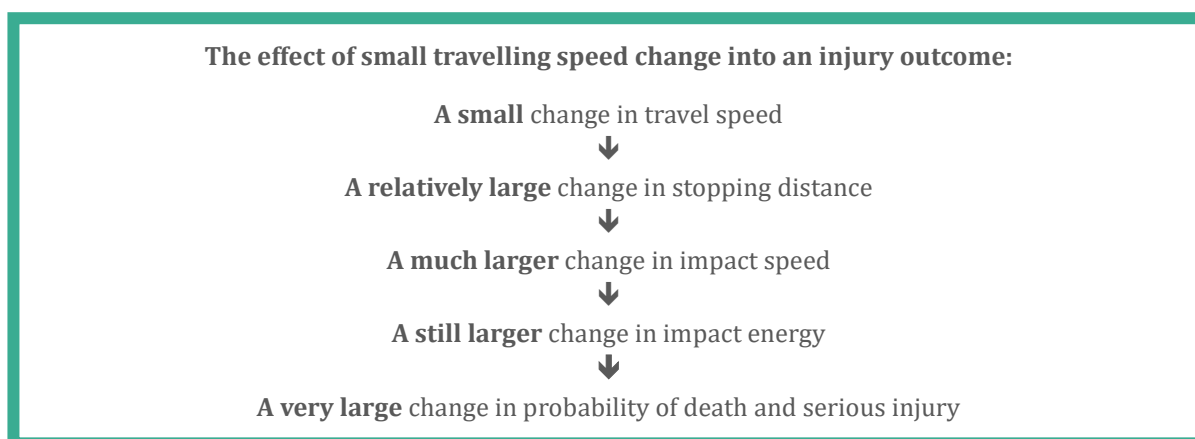 The effect of small travelling speed change into an injury outcome:
A small change in travel speed
A relatively large change in stopping distance
A much larger change in impact speed
A still larger change in impact energy
A very large change in probability of death and serious injury